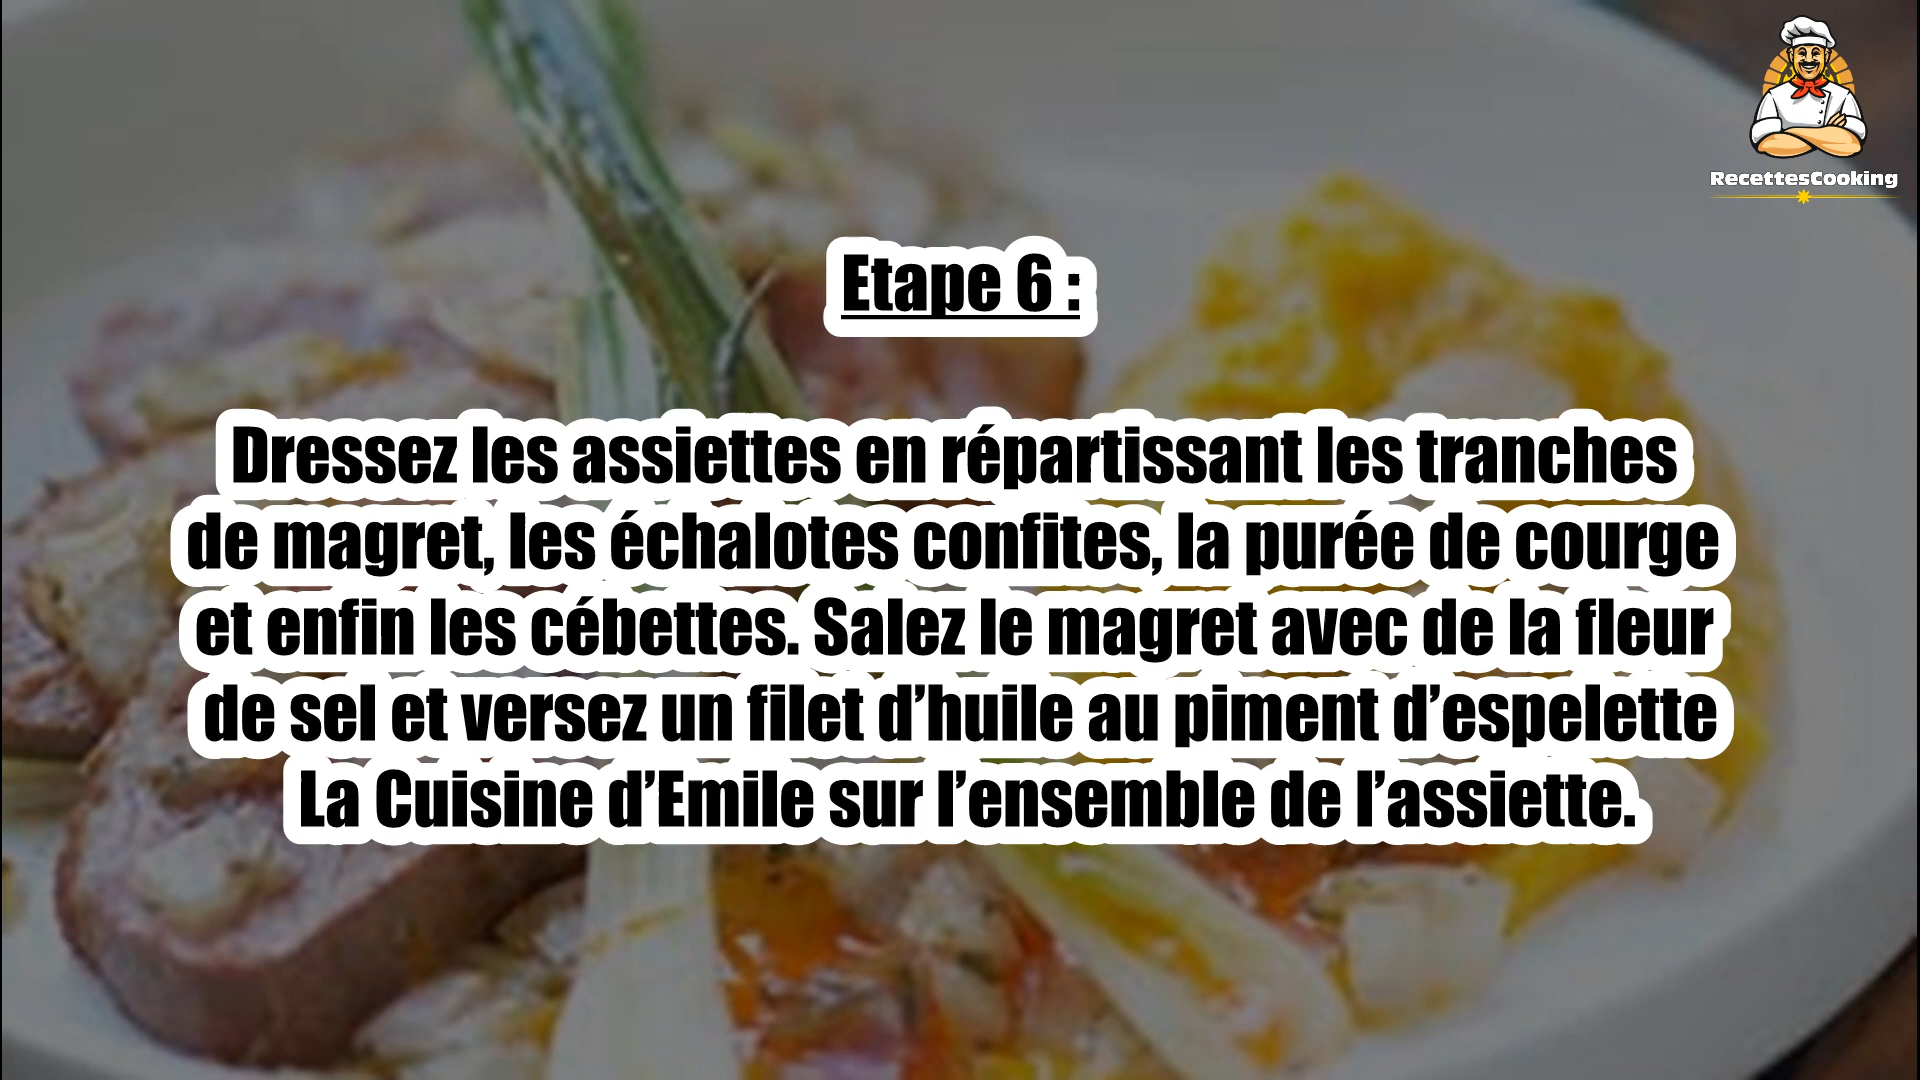 RecettesCooking
Etape 6 :
Dressez les assiettes en répartissant les tranches
de magret, les échalotes confites, la purée de courge
et enfin les cébettes. Salez le magret avec de la fleur
de sel et versez un filet d’huile au piment d’espelette
La Cuisine d’Emile sur l’ensemble de l’assiette.